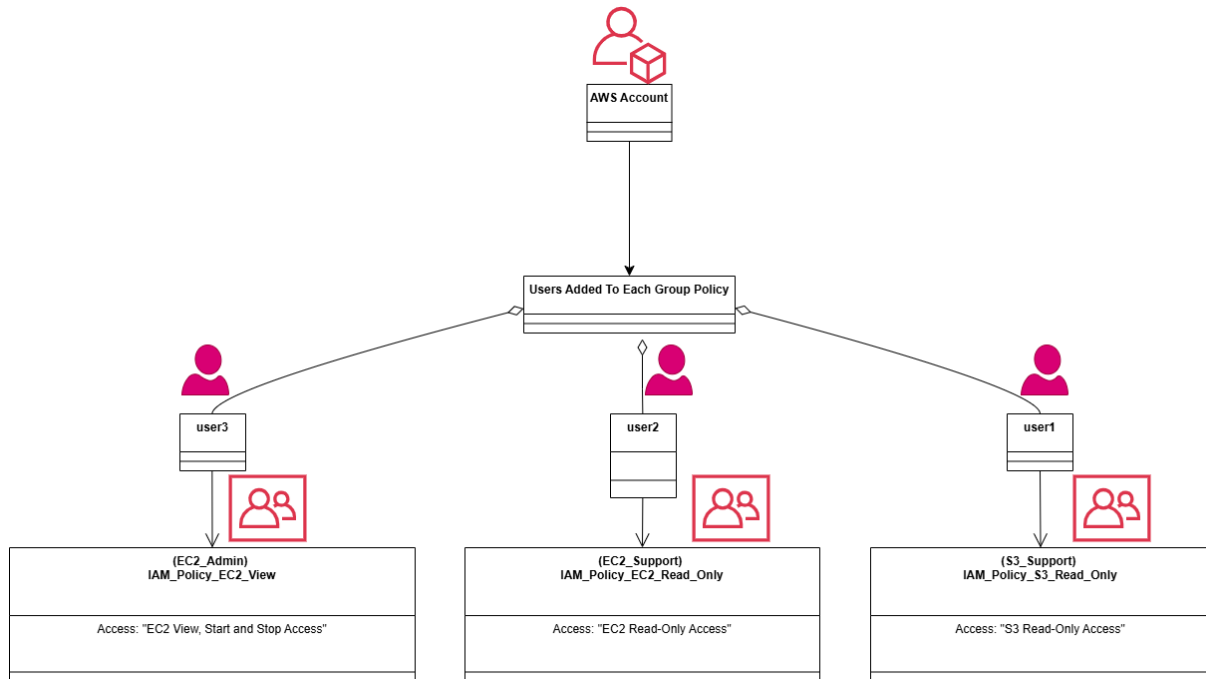 AWS Account
Users Added To Each Group Policy
user3
user2
user1
(EC2_Admin)
IAM_Policy_EC2_View
Access: "EC2 View, Start and Stop Access"
(EC2_Support)
IAM_Policy_EC2_Read_Only
Access: "EC2 Read-Only Access"
(S3_Support)
IAM_Policy_S3_Read_Only
Access: "S3 Read-Only Access"